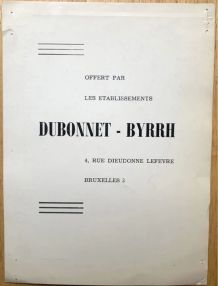 OFFERT PAR
LES ETABLISSEMENTS
DUBONNET - BYRRH
4, RUE DIEUDONNE LEFEVRE
BRUXELLES 2